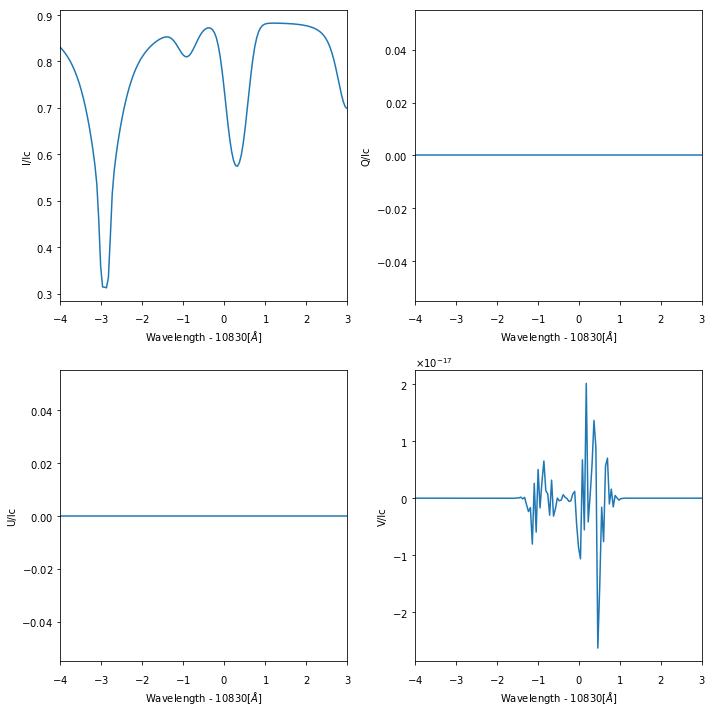 0.9
0.8
0.7
0.6
0.5
0.4
0.3
I/Ic
−4 −3 −2 −1 0 1 2 3
Wavelength - 10830[Å]
0.04
0.02
0.00
−0.02
−0.04
Q/Ic
−4 −3 −2 −1 0 1 2 3
Wavelength - 10830[Å]
0.04
0.02
0.00
−0.02
−0.04
U/Ic
−4 −3 −2 −1 0 1 2 3
Wavelength - 10830[Å]
×10⁻¹⁷
2
1
0
−1
−2
V/Ic
−4 −3 −2 −1 0 1 2 3
Wavelength - 10830[Å]